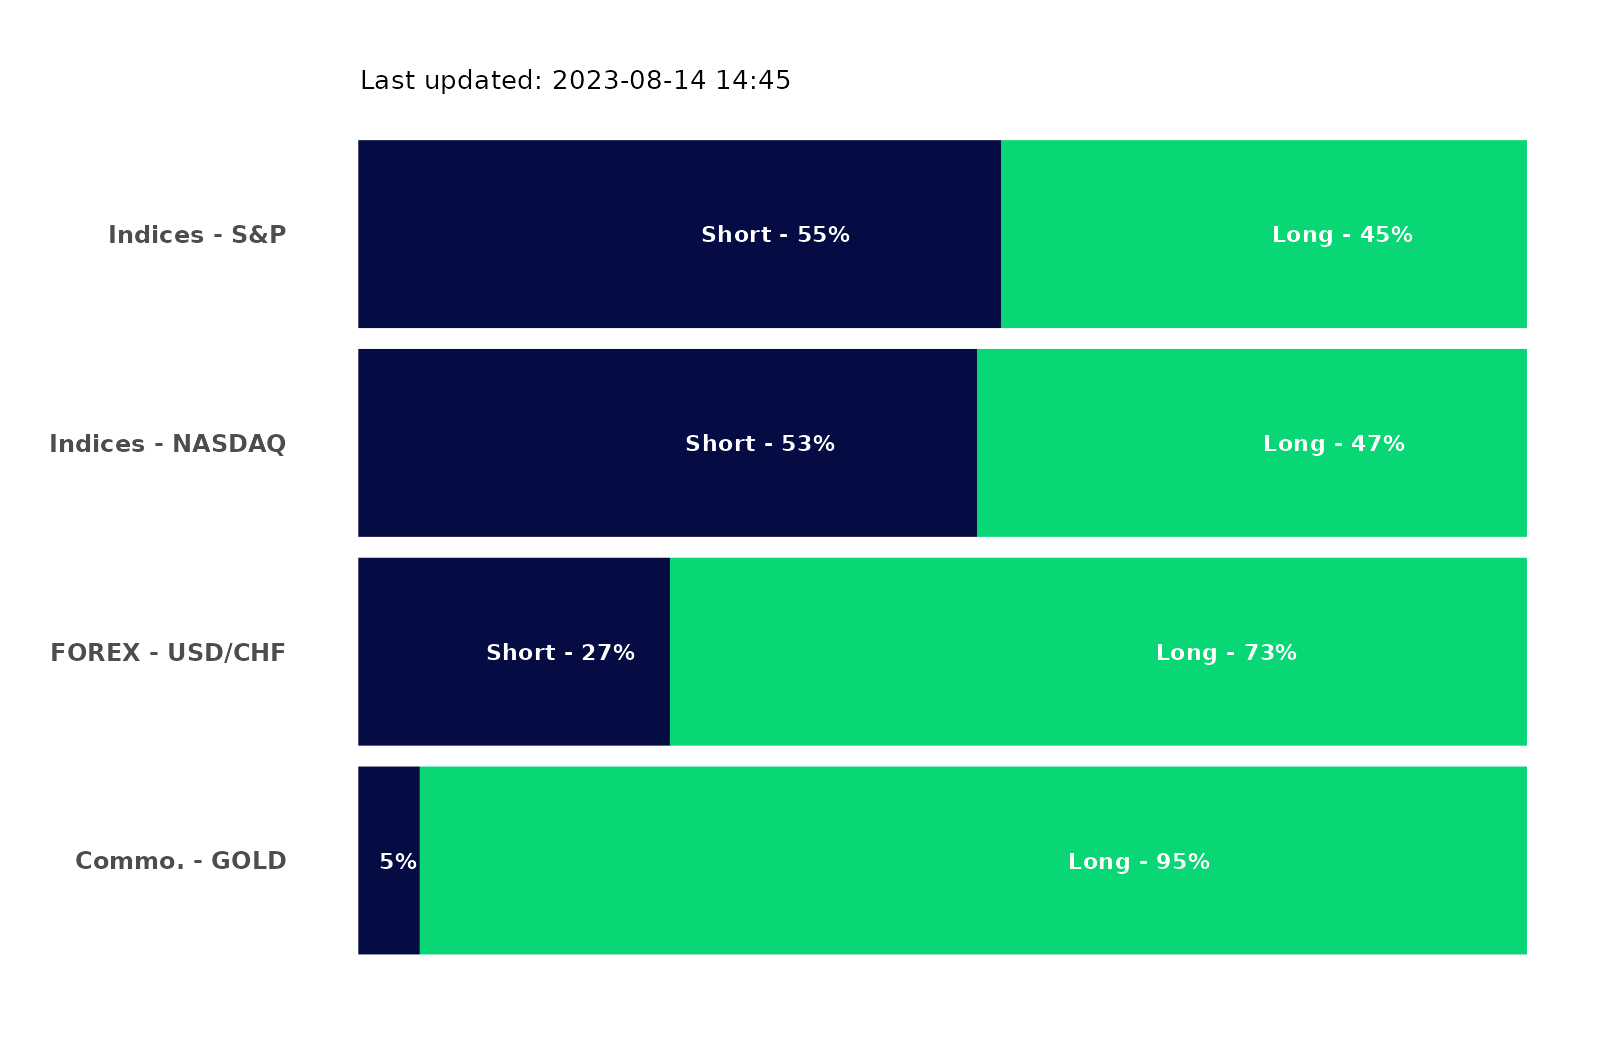 Last updated: 2023-08-14 14:45
Indices - S&P
Short - 55%
Long - 45%
Indices - NASDAQ
Short - 53%
Long - 47%
FOREX - USD/CHF
Short - 27%
Long - 73%
Commo. - GOLD
5%
Long - 95%